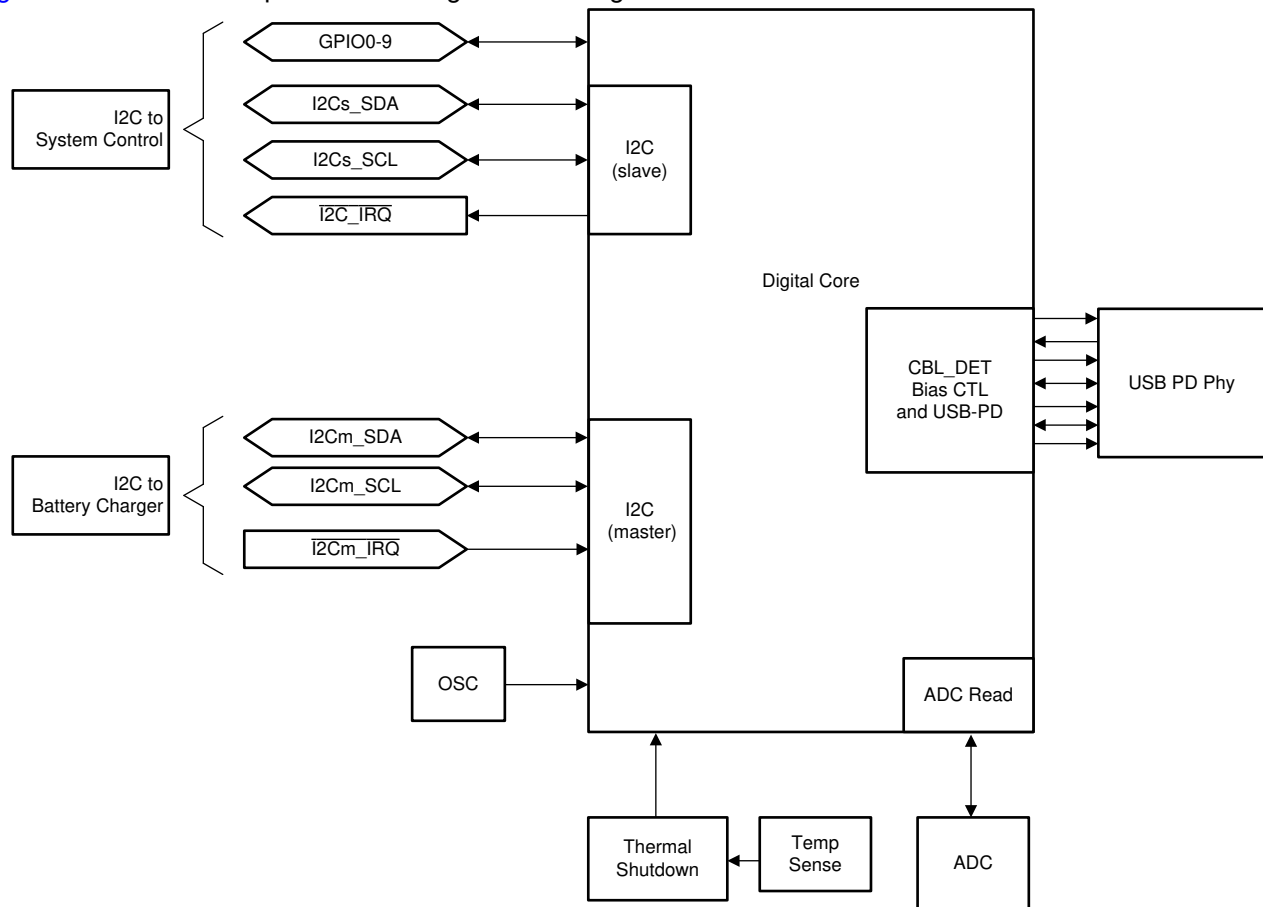 GPIO0-9
I2C to
System Control
I2Cs_SDA
I2Cs_SCL
I2C_IRQ
I2C
(slave)
Digital Core
CBL_DET
Bias CTL
and USB-PD
USB PD Phy
I2C to
Battery Charger
I2Cm_SDA
I2Cm_SCL
I2Cm_IRQ
I2C
(master)
OSC
ADC Read
Thermal
Shutdown
Temp
Sense
ADC